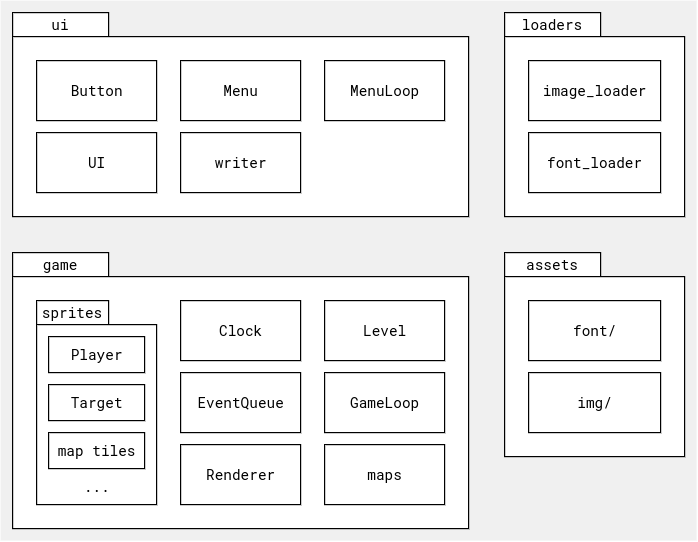 ui
Button
Menu
MenuLoop
UI
writer
loaders
image_loader
font_loader
game
sprites
Player
Target
map tiles
...
Clock
Level
EventQueue
GameLoop
Renderer
maps
assets
font/
img/